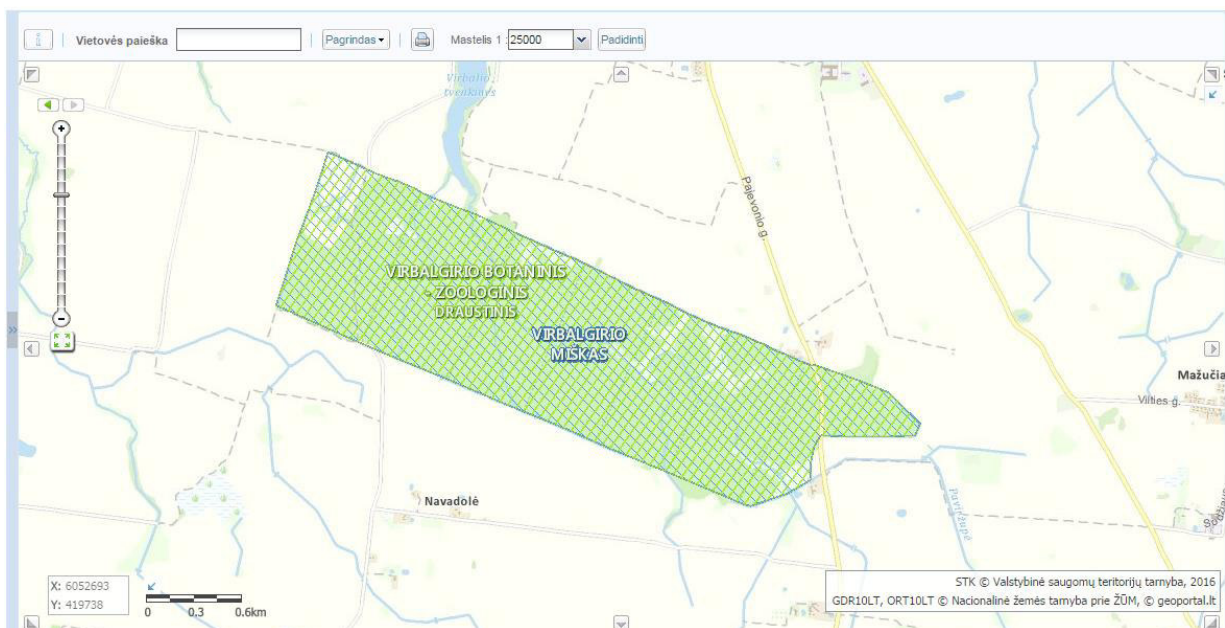 Vietovės paieška
Pagrindas
Mastelis 1 :
25000
Padidinti
Virbalio
tvenkinys
Pajevonio g.
VIRBALGIRIO BOTANINIS
- ZOOLOGINIS
DRAUSTINIS
VIRBALGIRIO
MIŠKAS
Mažučia
Vilties g.
Navadolė
Paviržupė
X: 6052693
Y: 419738
0 0.3 0.6km
STK © Valstybinė saugomų teritorijų tarnyba, 2016
GDR10LT, ORT10LT © Nacionalinė žemės tarnyba prie ŽŪM, © geoportal.lt